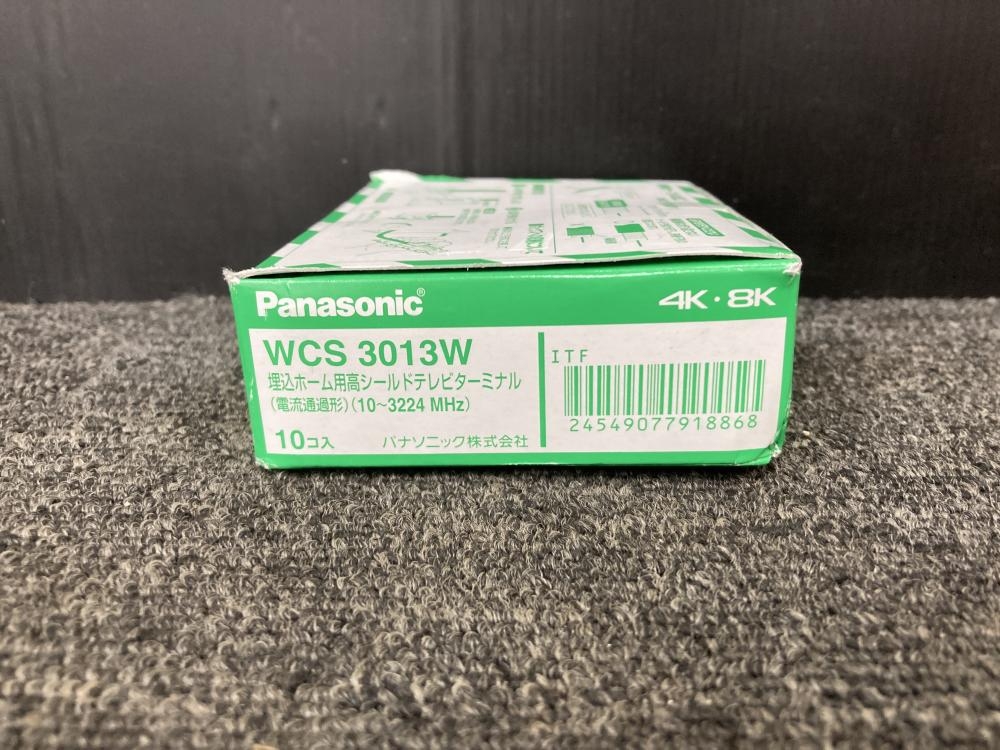 Panasonic®
4K・8K
WCS 3013W
埋込ホーム用高シールドテレビターミナル
(電流通過形)(10～3224 MHz)
10コ入 パナソニック株式会社
ITF
24549077918868